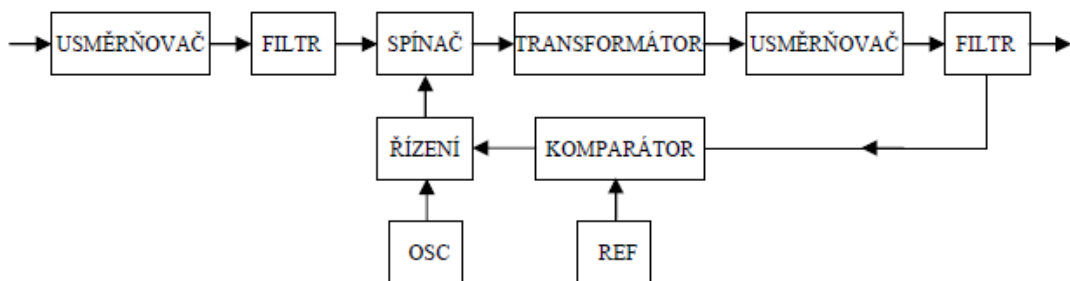 USMĚRŇOVAČ
FILTR
SPÍNAČ
TRANSFORMÁTOR
USMĚRŇOVAČ
FILTR
ŘÍZENÍ
KOMPARÁTOR
OSC
REF